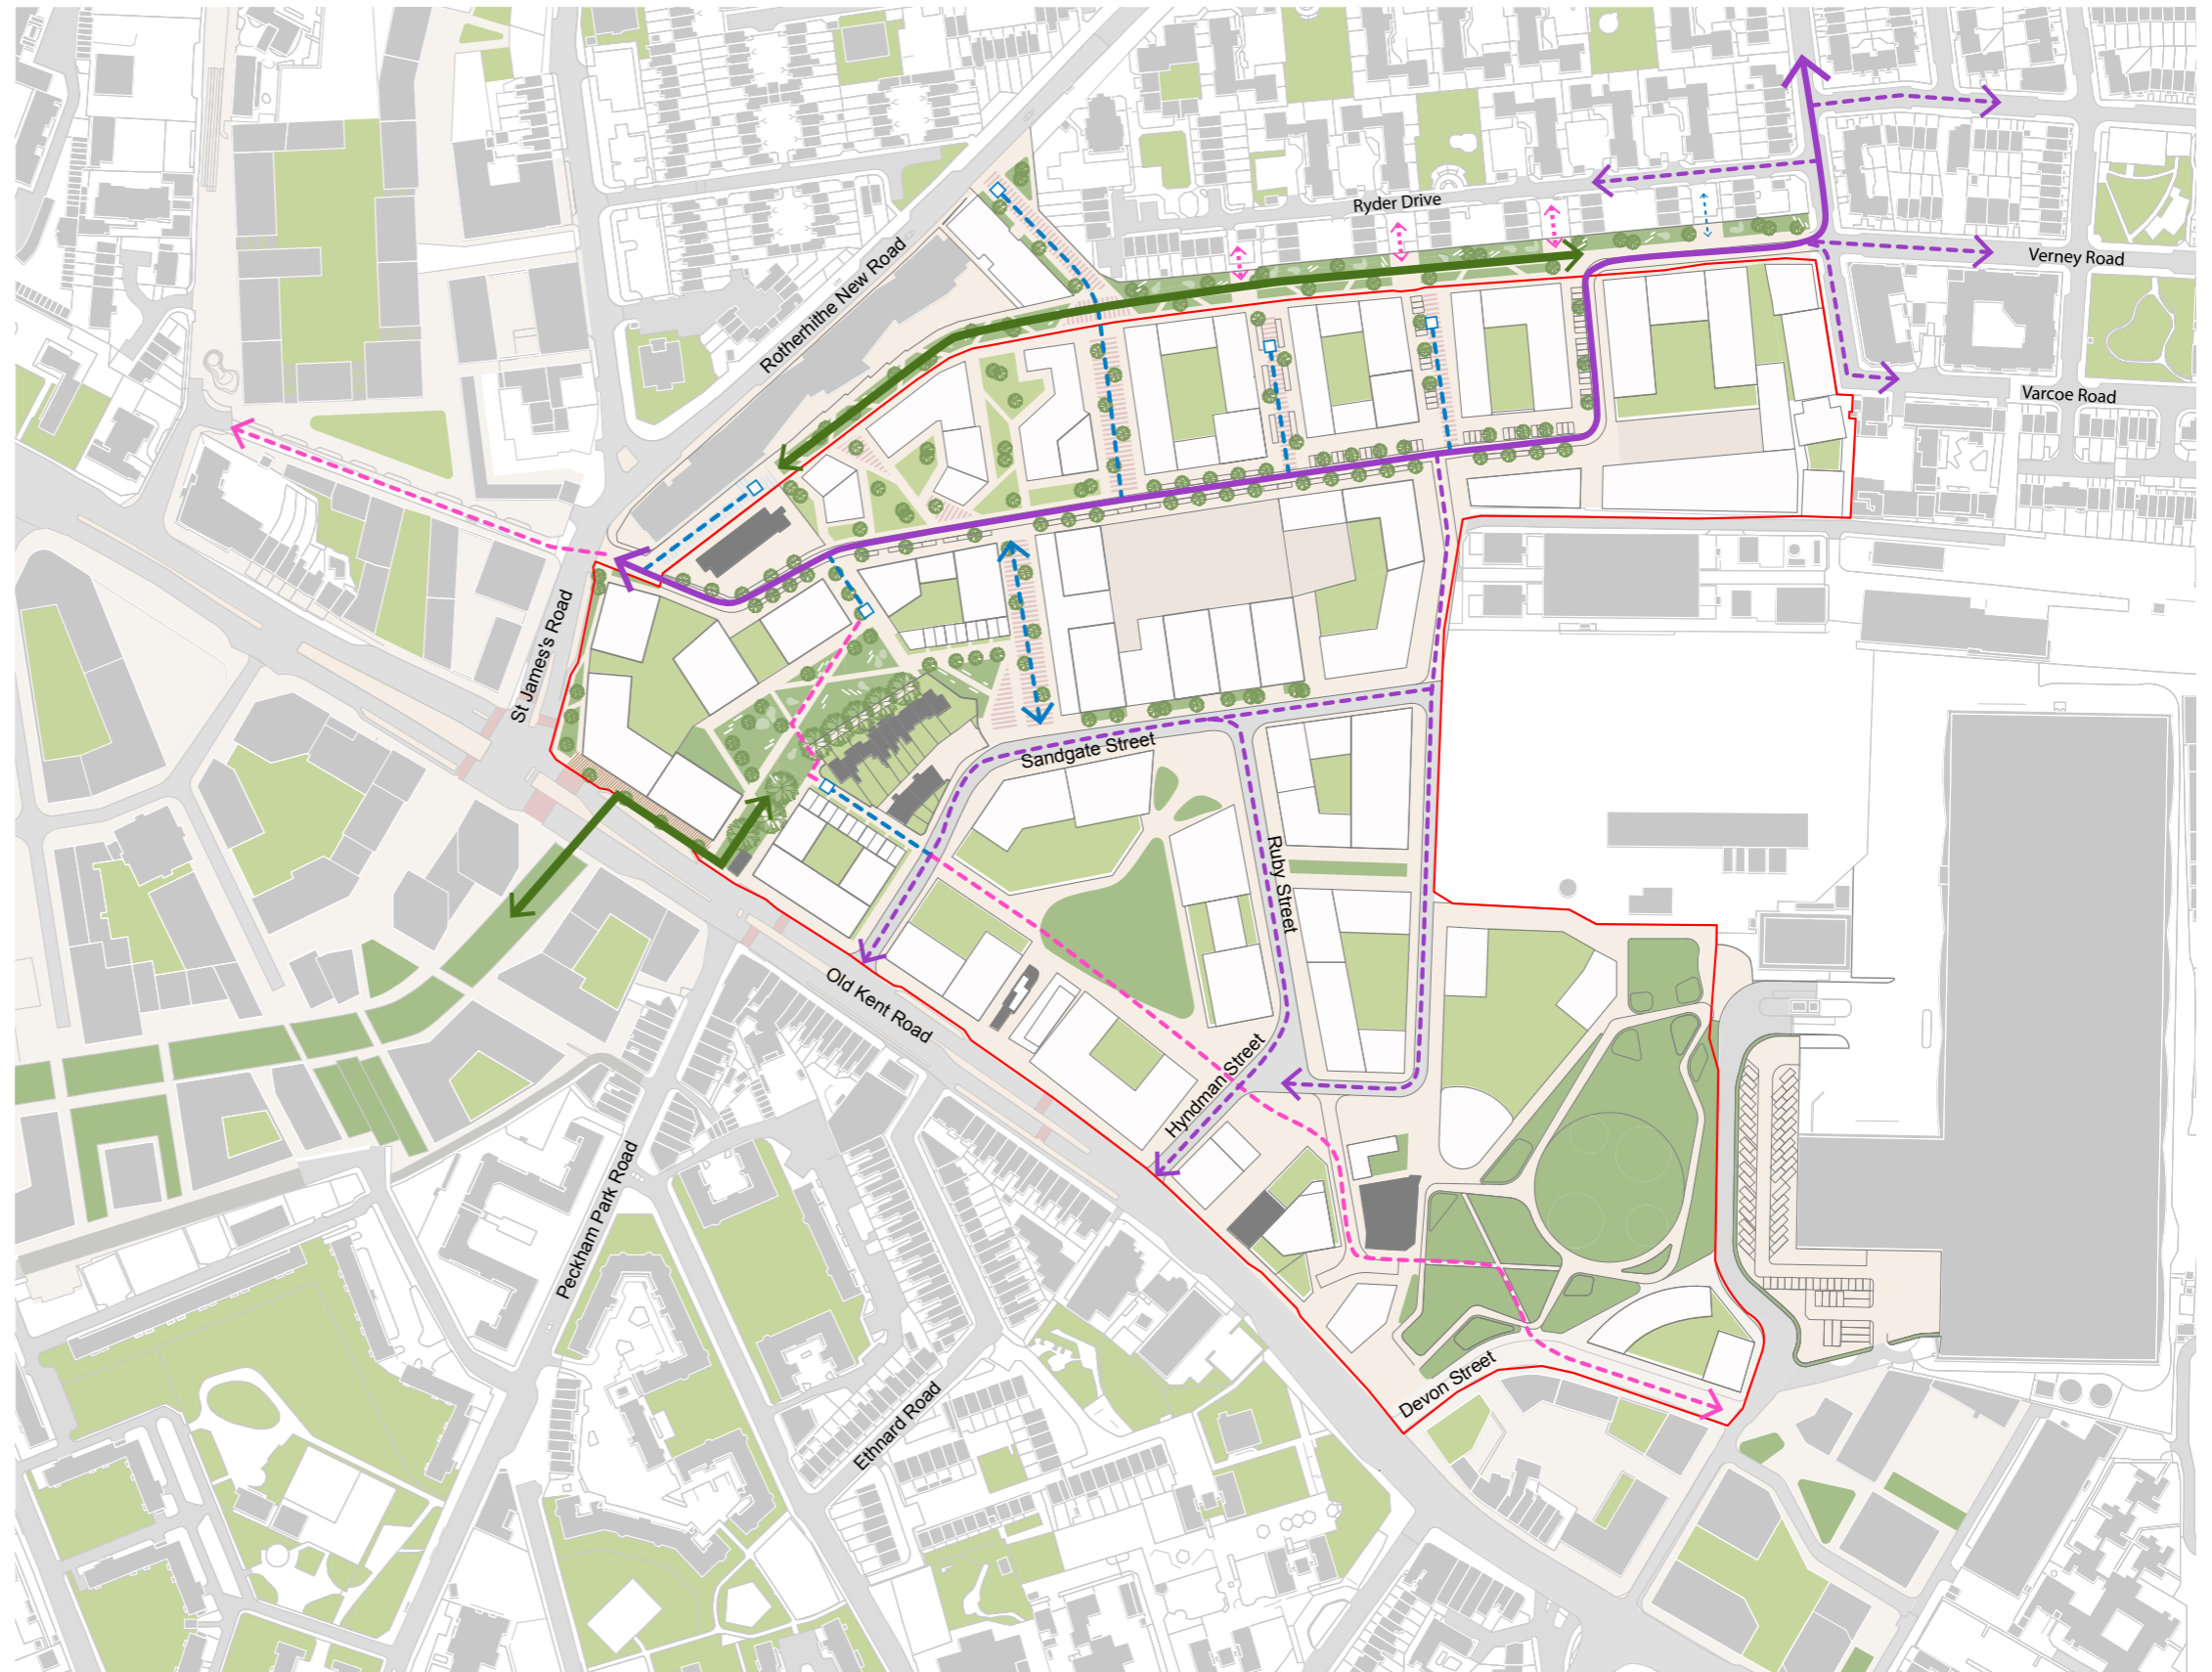 Ryder Drive
Verney Road
Rotherhithe New Road
Varcoe Road
St James's Road
Sandgate Street
Ruby Street
Old Kent Road
Hyndman Street
Peckham Park Road
Devon Street
Ethnard Road